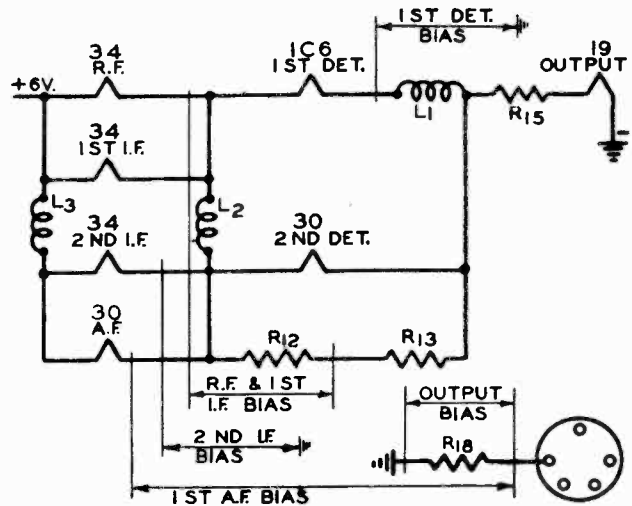 1ST DET.
BIAS
34
R.F.
1C6
1ST DET.
19
OUTPUT
+6V.
L1
R15
34
1ST I.F.
L3
L2
34
2ND I.F.
30
2ND DET.
30
A.F.
R12
R13
R.F. & 1ST
I.F. BIAS
OUTPUT
BIAS
2ND I.F.
BIAS
R18
1ST A.F. BIAS